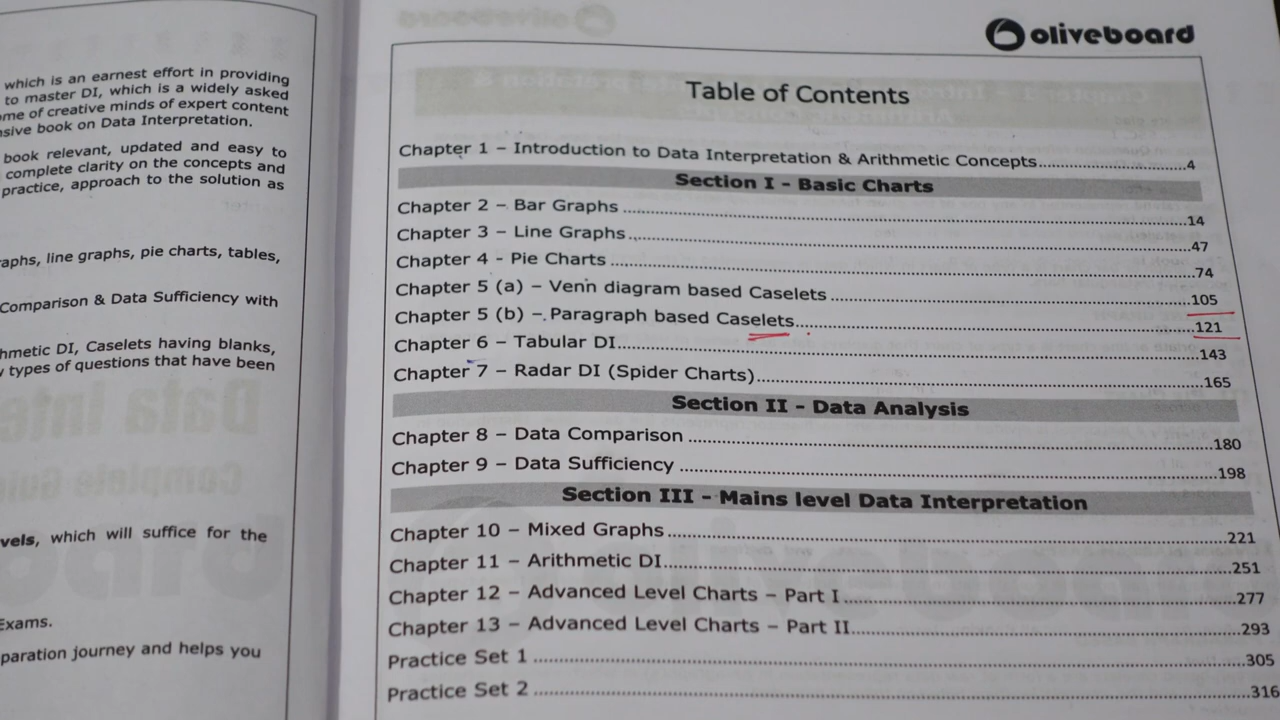 which is an earnest effort in providing
to master DI, which is a widely asked
me of creative minds of expert content
sive book on Data Interpretation.
book relevant, updated and easy to
complete clarity on the concepts and
practice, approach to the solution as
aphs, line graphs, pie charts, tables,
Comparison & Data Sufficiency with
hmetic DI, Caselets having blanks,
types of questions that have been
vels, which will suffice for the
Exams.
paration journey and helps you
oliveboard
Table of Contents
Chapter 1 – Introduction to Data Interpretation & Arithmetic Concepts 4
Section I - Basic Charts
Chapter 2 – Bar Graphs 14
Chapter 3 – Line Graphs 47
Chapter 4 - Pie Charts 74
Chapter 5 (a) – Venn diagram based Caselets 105
Chapter 5 (b) – Paragraph based Caselets 121
Chapter 6 – Tabular DI 143
Chapter 7 – Radar DI (Spider Charts) 165
Section II - Data Analysis
Chapter 8 – Data Comparison 180
Chapter 9 – Data Sufficiency 198
Section III - Mains level Data Interpretation
Chapter 10 – Mixed Graphs 221
Chapter 11 – Arithmetic DI 251
Chapter 12 – Advanced Level Charts – Part I 277
Chapter 13 – Advanced Level Charts – Part II 293
Practice Set 1 305
Practice Set 2 316